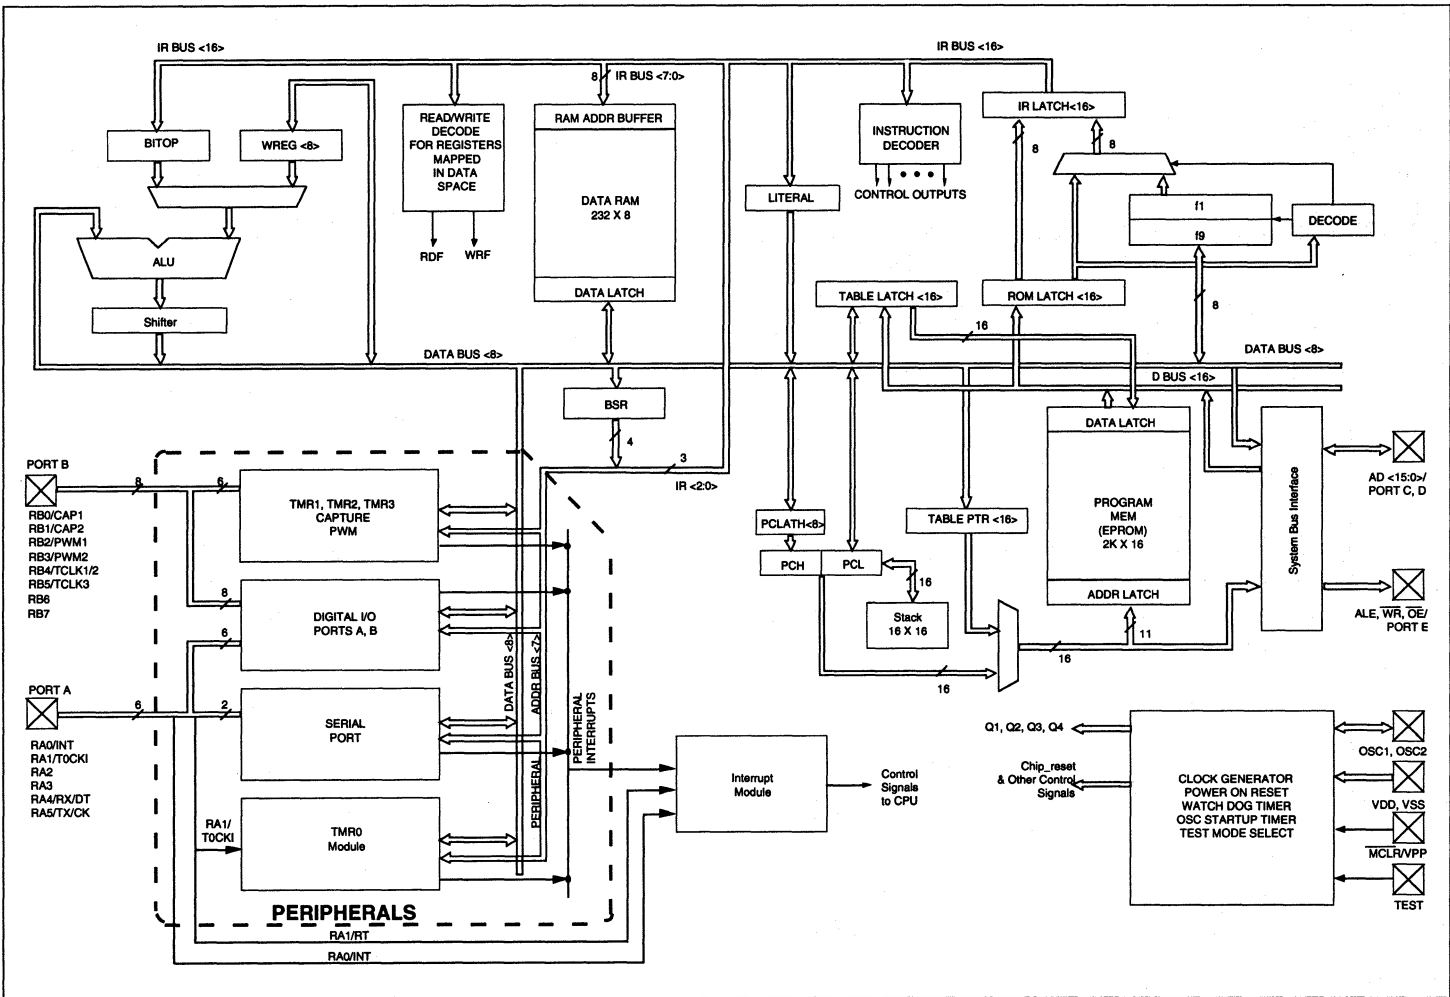 IR BUS <16>
IR BUS <16>
8
IR BUS <7:0>
BITOP
WREG <8>
READ/WRITE
DECODE
FOR REGISTERS
MAPPED
IN DATA
SPACE
RDF
WRF
RAM ADDR BUFFER
DATA RAM
232 X 8
DATA LATCH
LITERAL
INSTRUCTION
DECODER
CONTROL OUTPUTS
IR LATCH<16>
8
8
f1
f9
DECODE
ALU
Shifter
TABLE LATCH <16>
ROM LATCH <16>
16
8
DATA BUS <8>
DATA BUS <8>
D BUS <16>
BSR
4
3
IR <2:0>
DATA LATCH
PROGRAM
MEM
(EPROM)
2K X 16
ADDR LATCH
11
System Bus Interface
AD <15:0>/
PORT C, D
ALE, WR, OE/
PORT E
PCLATH<8>
PCH
PCL
16
Stack
16 X 16
TABLE PTR <16>
16
16
PORT B
8
6
RB0/CAP1
RB1/CAP2
RB2/PWM1
RB3/PWM2
RB4/TCLK1/2
RB5/TCLK3
RB6
RB7
TMR1, TMR2, TMR3
CAPTURE
PWM
8
DIGITAL I/O
PORTS A, B
6
PORT A
6
2
RA0/INT
RA1/T0CKI
RA2
RA3
RA4/RX/DT
RA5/TX/CK
SERIAL
PORT
RA1/
T0CKI
TMR0
Module
DATA BUS <8>
ADDR BUS <7>
PERIPHERAL
PERIPHERAL
INTERRUPTS
PERIPHERALS
RA1/RT
RA0/INT
Interrupt
Module
Control
Signals
to CPU
Q1, Q2, Q3, Q4
Chip_reset
& Other Control
Signals
CLOCK GENERATOR
POWER ON RESET
WATCH DOG TIMER
OSC STARTUP TIMER
TEST MODE SELECT
OSC1, OSC2
VDD, VSS
MCLR/VPP
TEST